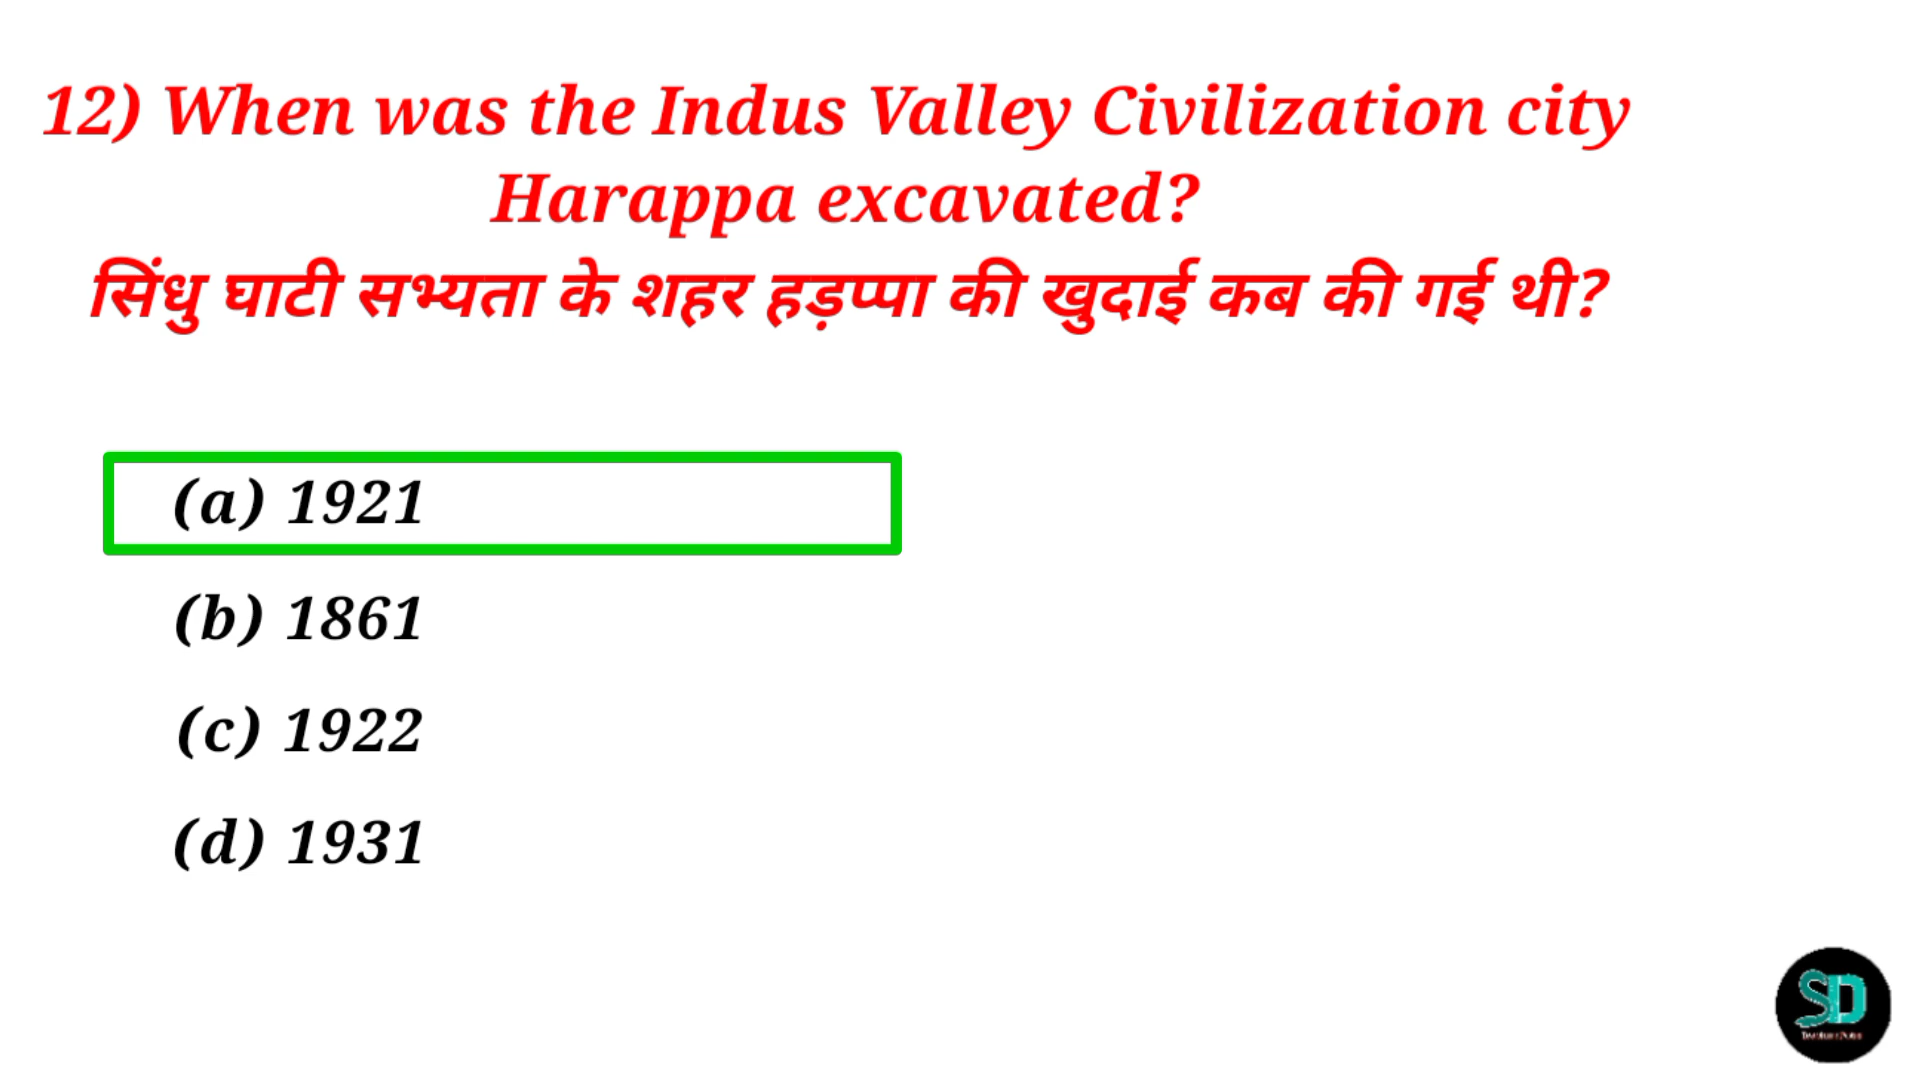 12) When was the Indus Valley Civilization city
Harappa excavated?
सिंधु घाटी सभ्यता के शहर हड़प्पा की खुदाई कब की गई थी?
(a) 1921
(b) 1861
(c) 1922
(d) 1931
SD